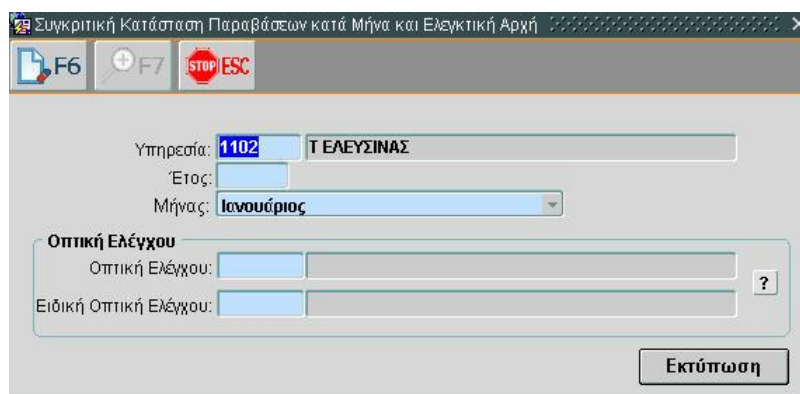 Συγκριτική Κατάσταση Παραβάσεων κατά Μήνα και Ελεγκτική Αρχή
F6 F7 STOP ESC
Υπηρεσία: 1102 Τ ΕΛΕΥΣΙΝΑΣ
Έτος:
Μήνας: Ιανουάριος
Οπτική Ελέγχου
Οπτική Ελέγχου:
?
Ειδική Οπτική Ελέγχου:
Εκτύπωση